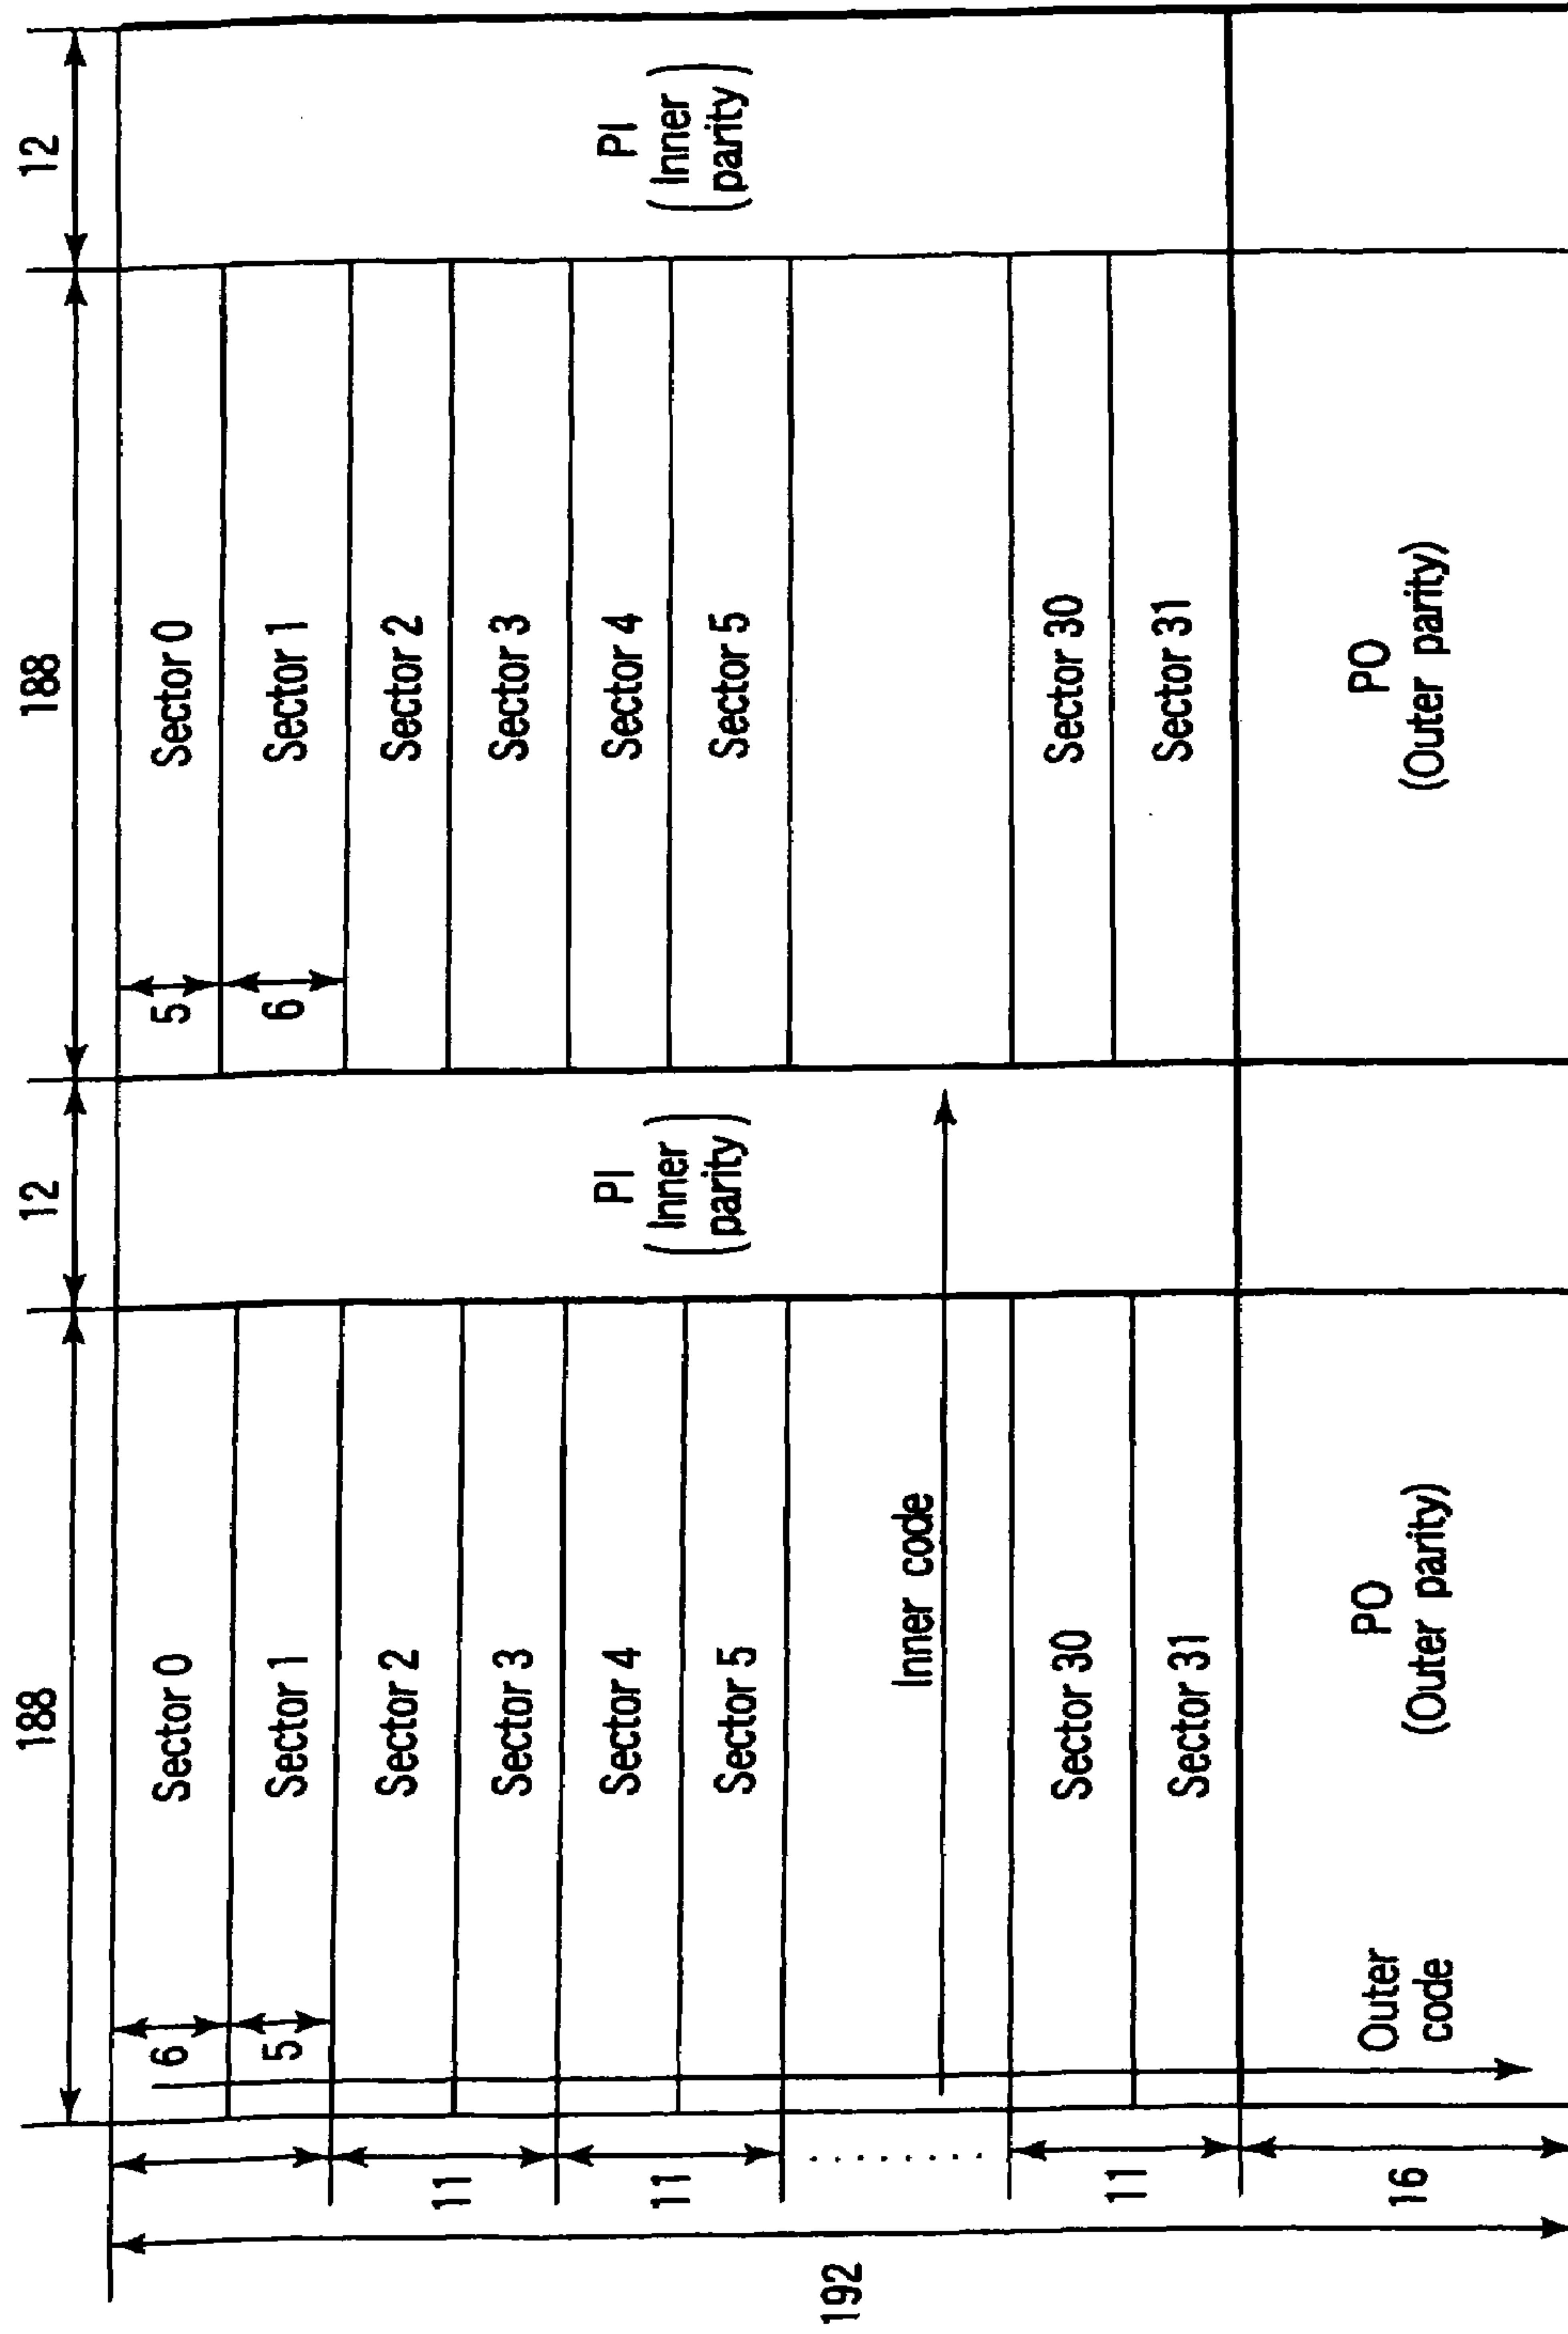 188 12 188 12
6 Sector 0 5 Sector 0
5 Sector 1 6 Sector 1
Sector 2 Sector 2
11
Sector 3 Sector 3
Sector 4 PI Sector 4 PI
11 (Inner (Inner
Sector 5 parity) Sector 5 parity)
192
Inner code
Sector 30 Sector 30
11
Sector 31 Sector 31
Outer PO PO
16
code (Outer parity) (Outer parity)